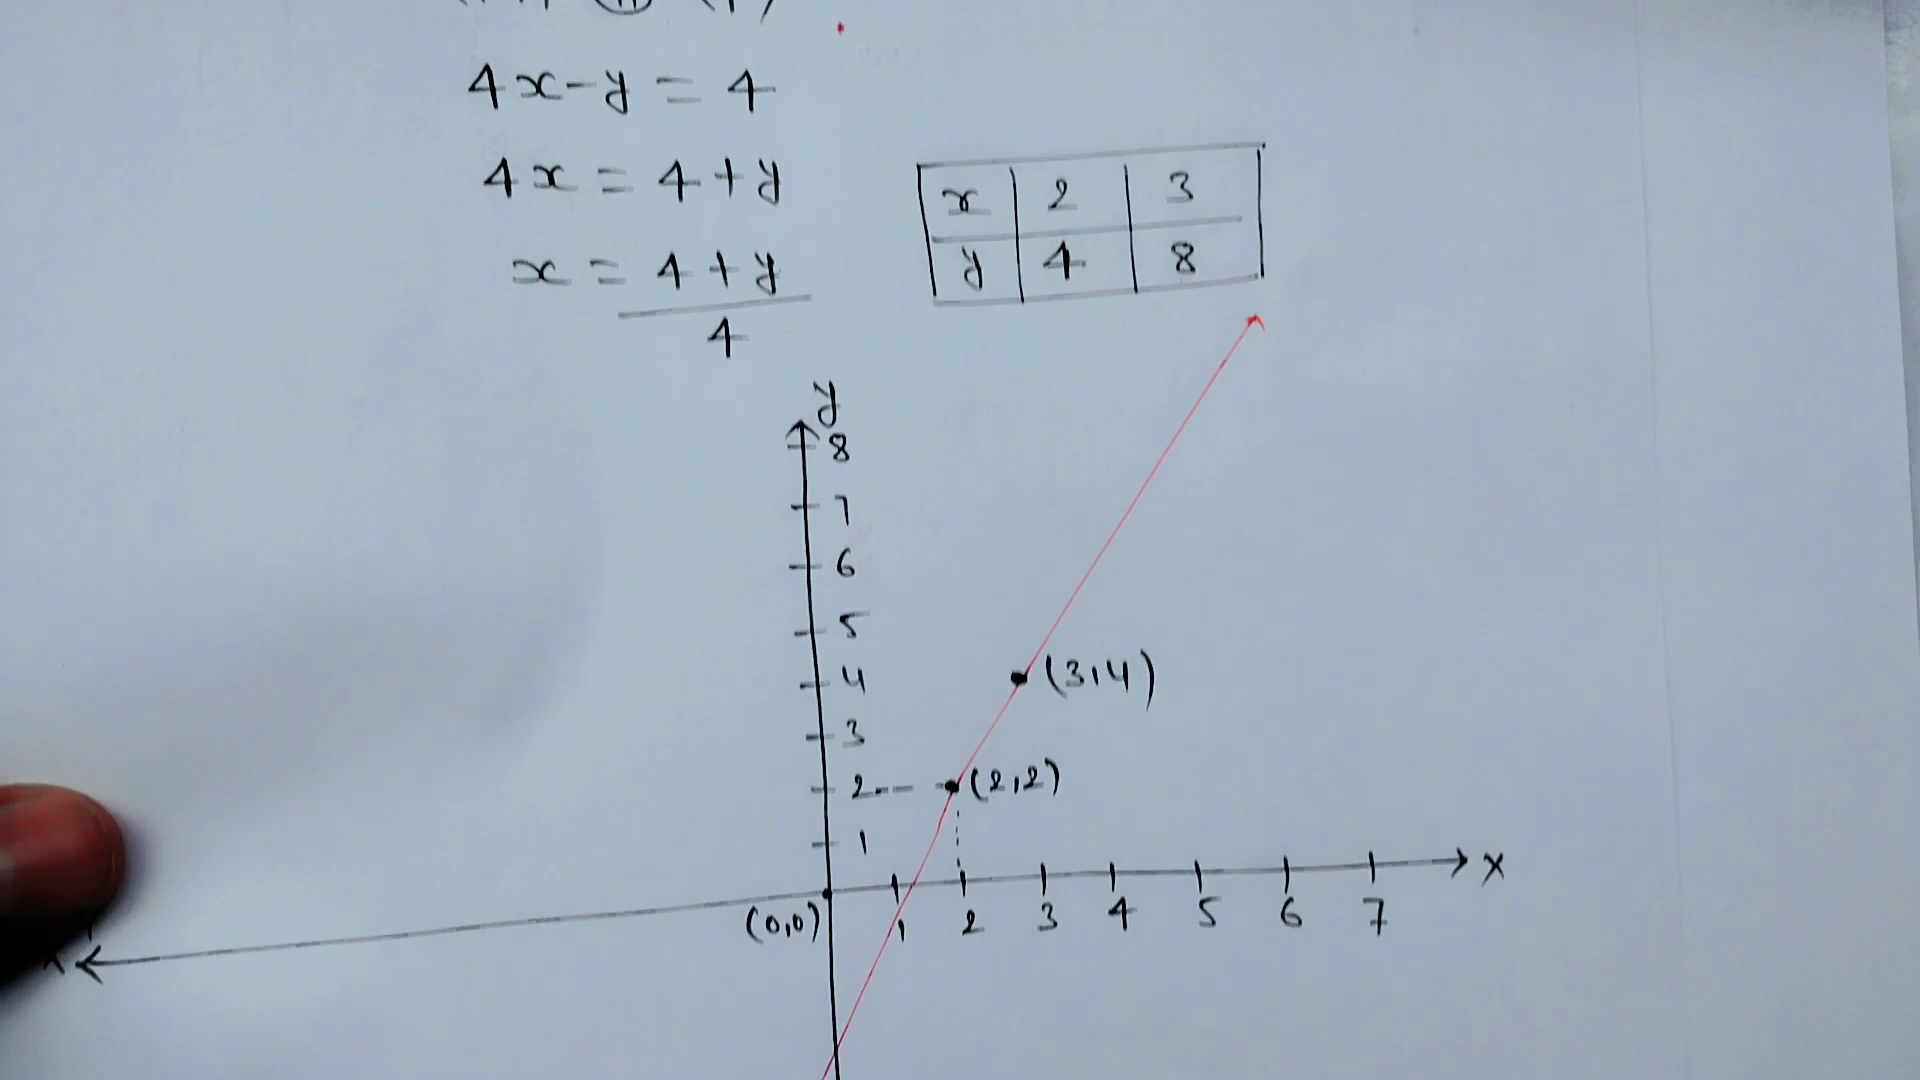 4x-y = 4
4x = 4+y
x = 4+y
4
x 2 3
y 4 8
y
8
7
6
5
4
3
2
1
(3,4)
(2,2)
(0,0)
1 2 3 4 5 6 7
X